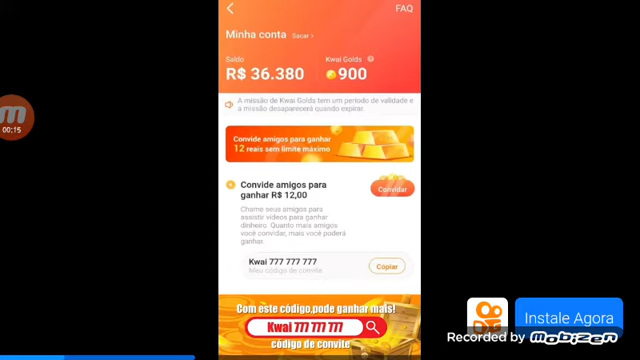 FAQ
Minha conta Sacar >
Saldo Kwai Golds
R$ 36.380 900
A missão de Kwai Golds tem um período de validade e
a missão desaparecerá quando expirar.
Convide amigos para ganhar
12 reais sem limite máximo
Convide amigos para
ganhar R$ 12,00
Convidar
Chame seus amigos para
assistir vídeos para ganhar
dinheiro. Quanto mais amigos
você convidar, mais você poderá
ganhar.
Kwai 777 777 777
Meu código de convite
Copiar
Com este código,pode ganhar mais!
Kwai 777 777 777
código de convite
00:15
Instale Agora
Recorded by Mobizen